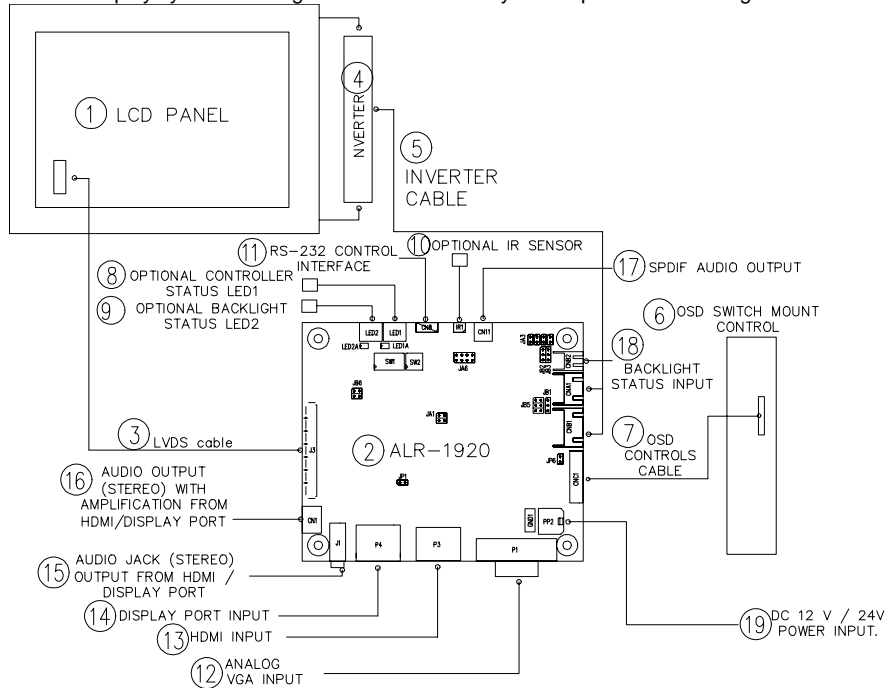 1 LCD PANEL
4
NVERTER
5
INVERTER
CABLE
10 OPTIONAL IR SENSOR
11 RS-232 CONTROL
INTERFACE
8 OPTIONAL CONTROLLER
STATUS LED1
9 OPTIONAL BACKLIGHT
STATUS LED2
17 SPDIF AUDIO OUTPUT
6 OSD SWITCH MOUNT
CONTROL
18
BACKLIGHT
STATUS INPUT
LED2
LED1
CN8
IR1
CN11
LED2A
LED1A
SW1
SW2
JA6
JA3
JB2
JB3
CNB2
CNA1
JB1
JB5
CNB1
JB6
JA1
2 ALR-1920
3 LVDS cable
J3
7 OSD
CONTROLS
CABLE
JP6
CNC1
JP1
16 AUDIO OUTPUT
(STEREO) WITH
AMPLIFICATION FROM
HDMI/DISPLAY PORT
CN1
GND1
PP2
J1
P4
P3
P1
15 AUDIO JACK (STEREO)
OUTPUT FROM HDMI /
DISPLAY PORT
14 DISPLAY PORT INPUT
13 HDMI INPUT
12 ANALOG
VGA INPUT
19 DC 12 V / 24V
POWER INPUT.